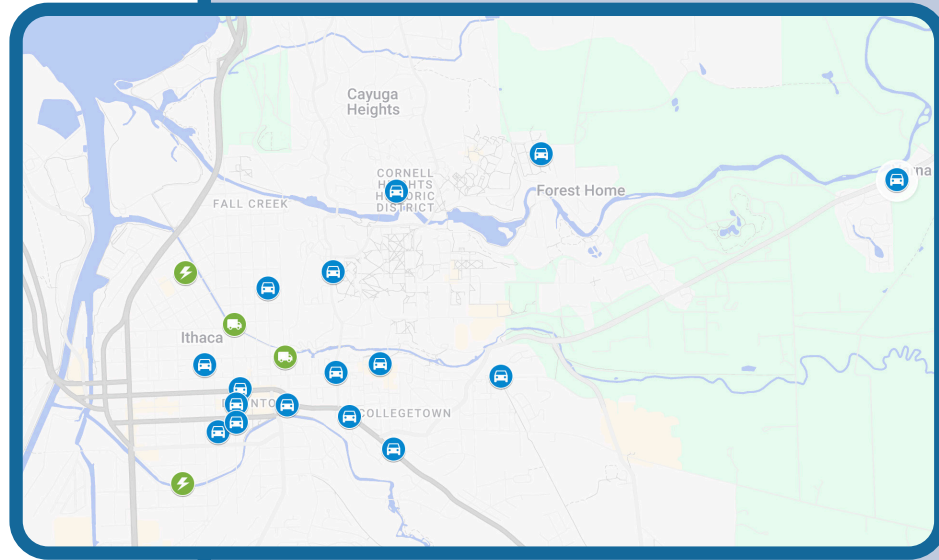 Cayuga
Heights
CORNELL
HEIGHTS
HISTORIC
DISTRICT
Forest Home
FALL CREEK
Ithaca
COLLEGETOWN